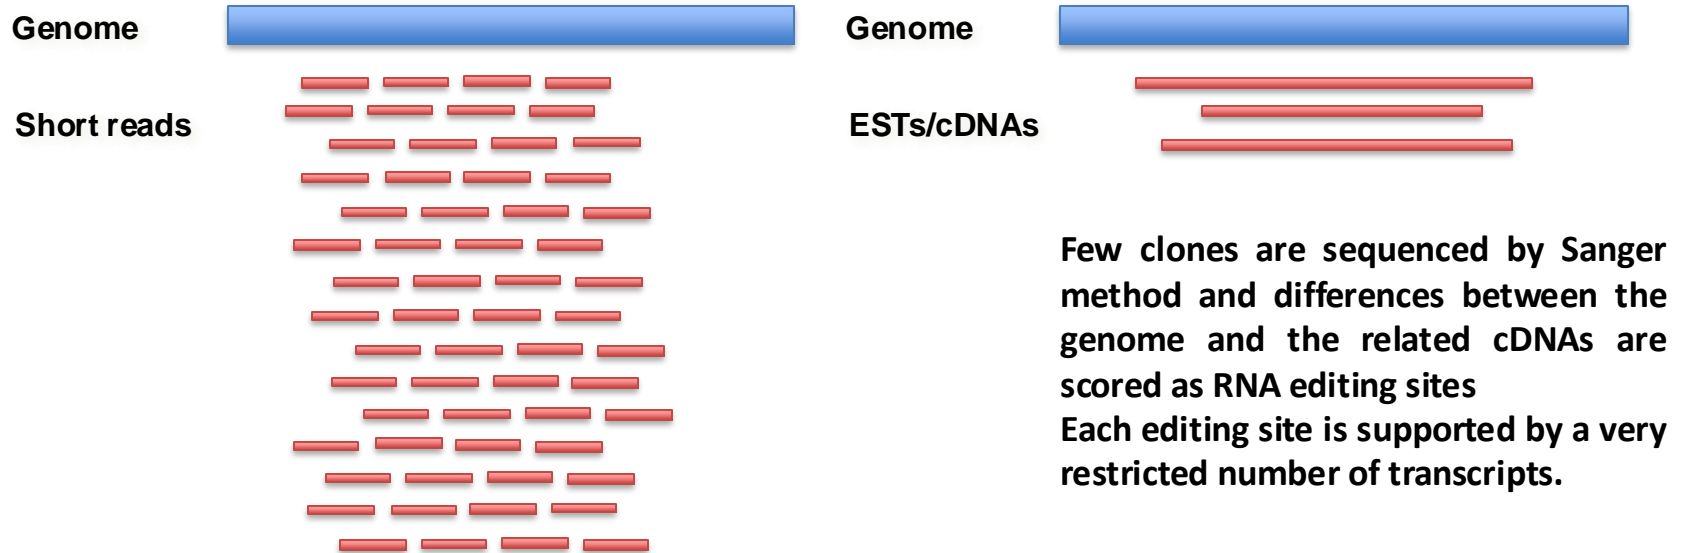 Genome
Short reads
Genome
ESTs/cDNAs
Few clones are sequenced by Sanger
method and differences between the
genome and the related cDNAs are
scored as RNA editing sites
Each editing site is supported by a very
restricted number of transcripts.